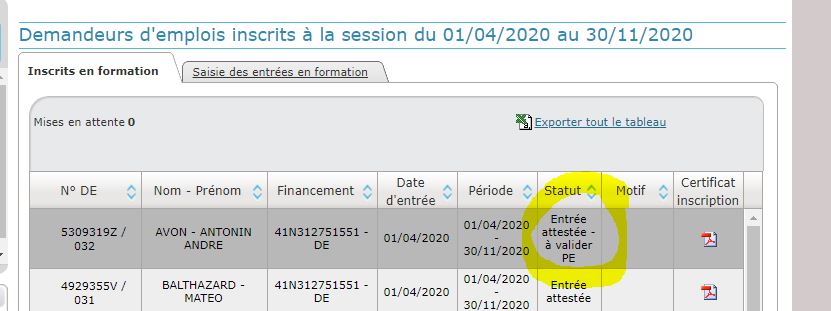 Demandeurs d'emplois inscrits à la session du 01/04/2020 au 30/11/2020
Inscrits en formation
Saisie des entrées en formation
Mises en attente 0
Exporter tout le tableau
N° DE
Nom - Prénom
Financement
Date
d'entrée
Période
Statut
Motif
Certificat
inscription
5309319Z /
032
AVON - ANTONIN
ANDRE
41N312751551 -
DE
01/04/2020
01/04/2020
-
30/11/2020
Entrée
attestée -
à valider
PE
4929355V /
031
BALTHAZARD -
MATEO
41N312751551 -
DE
01/04/2020
01/04/2020
-
30/11/2020
Entrée
attestée